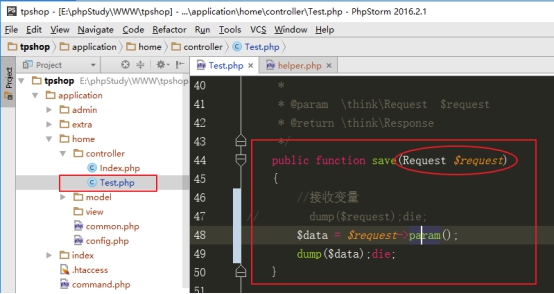 tpshop - [E:\phpStudy\WWW\tpshop] - ...\application\home\controller\Test.php - PhpStorm 2016.2.1
File Edit View Navigate Code Refactor Run Tools VCS Window Help
tpshop application home controller Test.php
Project
Project
tpshop E:\phpStudy\WWW\tpshop
application
admin
extra
home
controller
Index.php
Test.php
model
view
common.php
config.php
index
.htaccess
command.php
Test.php helper.php
40 *
41 * @param \think\Request $request
42 * @return \think\Response
43 */
44 public function save(Request $request)
45 {
46 //接收变量
47 // dump($request);die;
48 $data = $request->param();
49 dump($data);die;
50 }